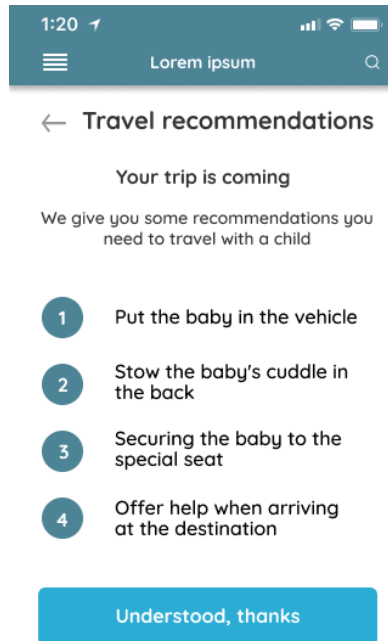 1:20
Lorem ipsum
Travel recommendations
Your trip is coming
We give you some recommendations you
need to travel with a child
1 Put the baby in the vehicle
2 Stow the baby's cuddle in
the back
3 Securing the baby to the
special seat
4 Offer help when arriving
at the destination
Understood, thanks